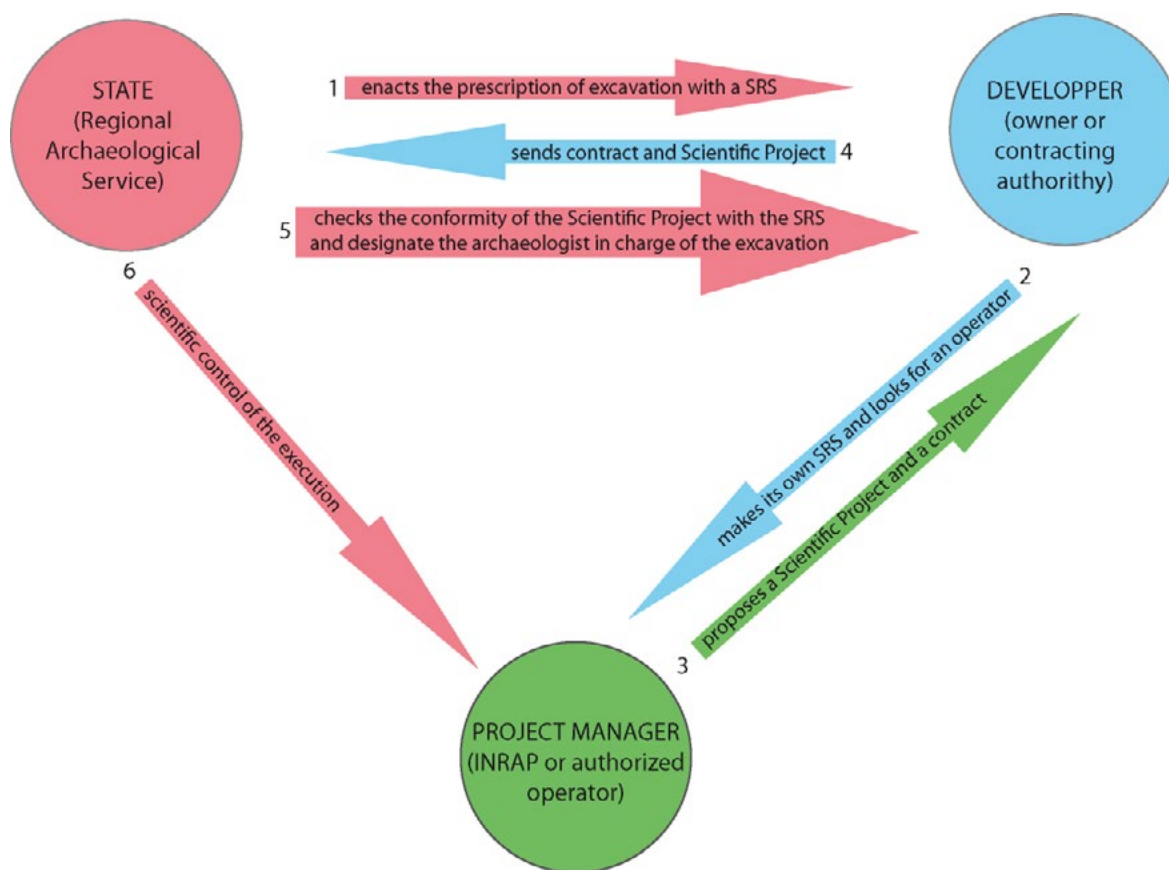 STATE
(Regional
Archaeological
Service)
1
enacts the prescription of excavation with a SRS
DEVELOPPER
(owner or
contracting
authorithy)
sends contract and Scientific Project
4
5
checks the conformity of the Scientific Project with the SRS
and designate the archaeologist in charge of the excavation
6
scientific control of the execution
2
makes its own SRS and looks for an operator
proposes a Scientific Project and a contract
3
PROJECT MANAGER
(INRAP or authorized
operator)